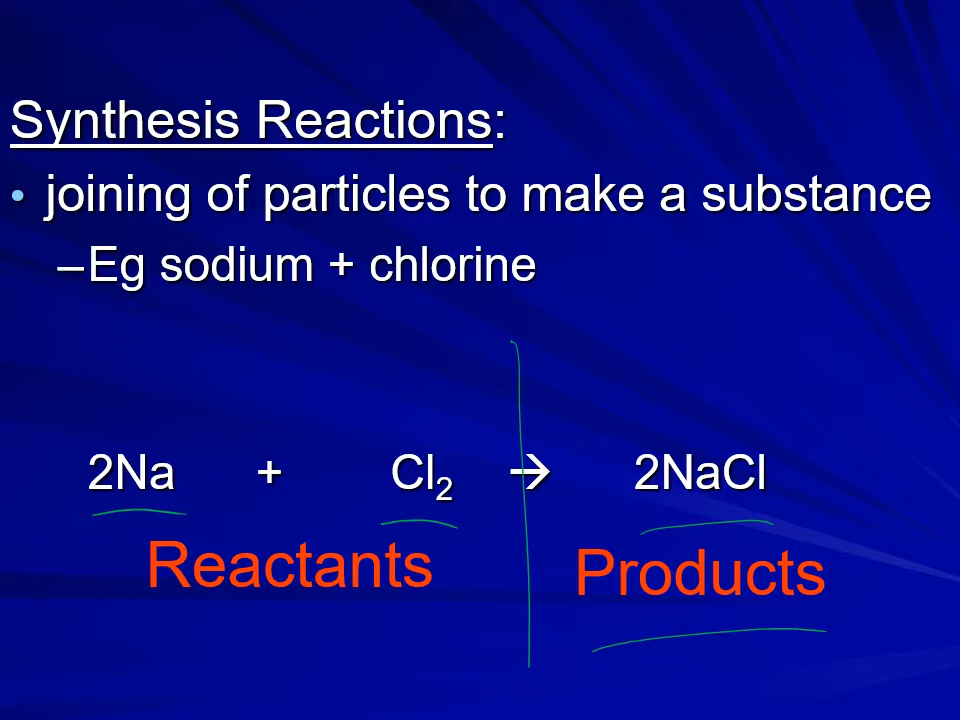 Synthesis Reactions:
• joining of particles to make a substance
–Eg sodium + chlorine
2Na + Cl₂ → 2NaCl
Reactants Products